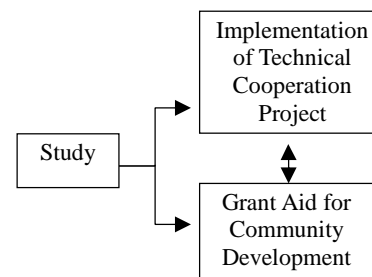 Implementation
of Technical
Cooperation
Project
Study
Grant Aid for
Community
Development